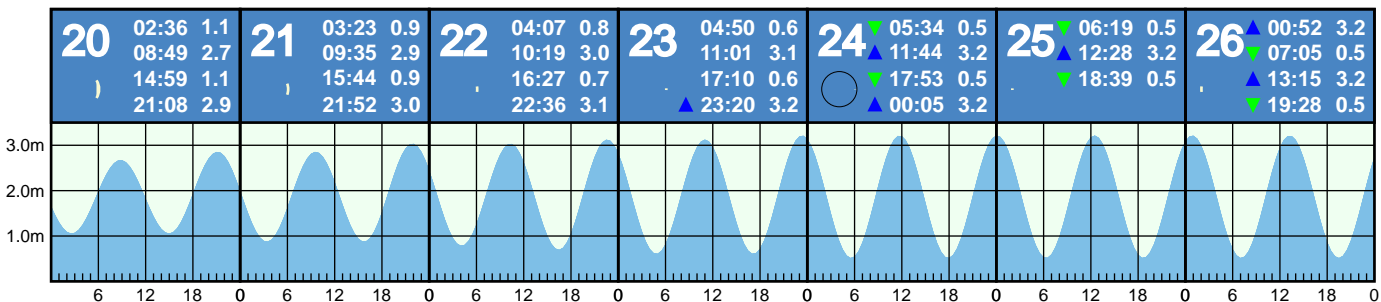 20 02:36 1.1
08:49 2.7
14:59 1.1
21:08 2.9
21 03:23 0.9
09:35 2.9
15:44 0.9
21:52 3.0
22 04:07 0.8
10:19 3.0
16:27 0.7
22:36 3.1
23 04:50 0.6
11:01 3.1
17:10 0.6
▲ 23:20 3.2
24 ▼ 05:34 0.5
▲ 11:44 3.2
▼ 17:53 0.5
▲ 00:05 3.2
25 ▼ 06:19 0.5
▲ 12:28 3.2
▼ 18:39 0.5
26 ▲ 00:52 3.2
▼ 07:05 0.5
▲ 13:15 3.2
▼ 19:28 0.5
3.0m
2.0m
1.0m
6 12 18 0 6 12 18 0 6 12 18 0 6 12 18 0 6 12 18 0 6 12 18 0 6 12 18 0